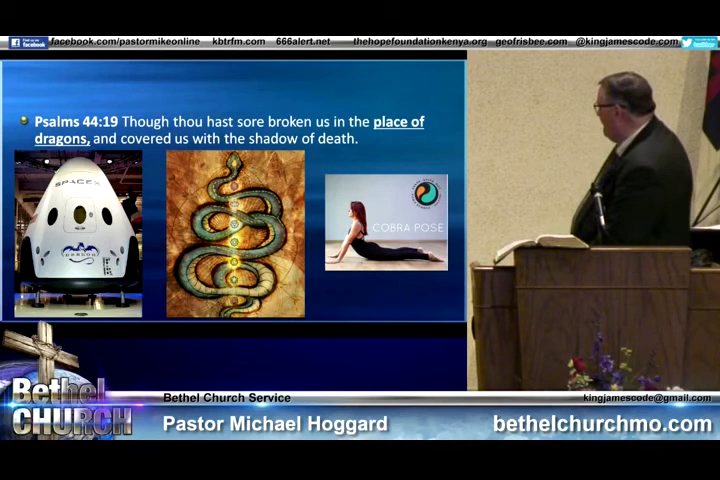 facebook.com/pastormikeonline kbtrfm.com 666alert.net thehopefoundationkenya.org geofrisbee.com @kingjamescode.com
Psalms 44:19 Though thou hast sore broken us in the place of
dragons, and covered us with the shadow of death.
SPACEX
DRAGON
COBRA POSE
Bethel
CHURCH
Bethel Church Service
kingjamescode@gmail.com
Pastor Michael Hoggard
bethelchurchmo.com